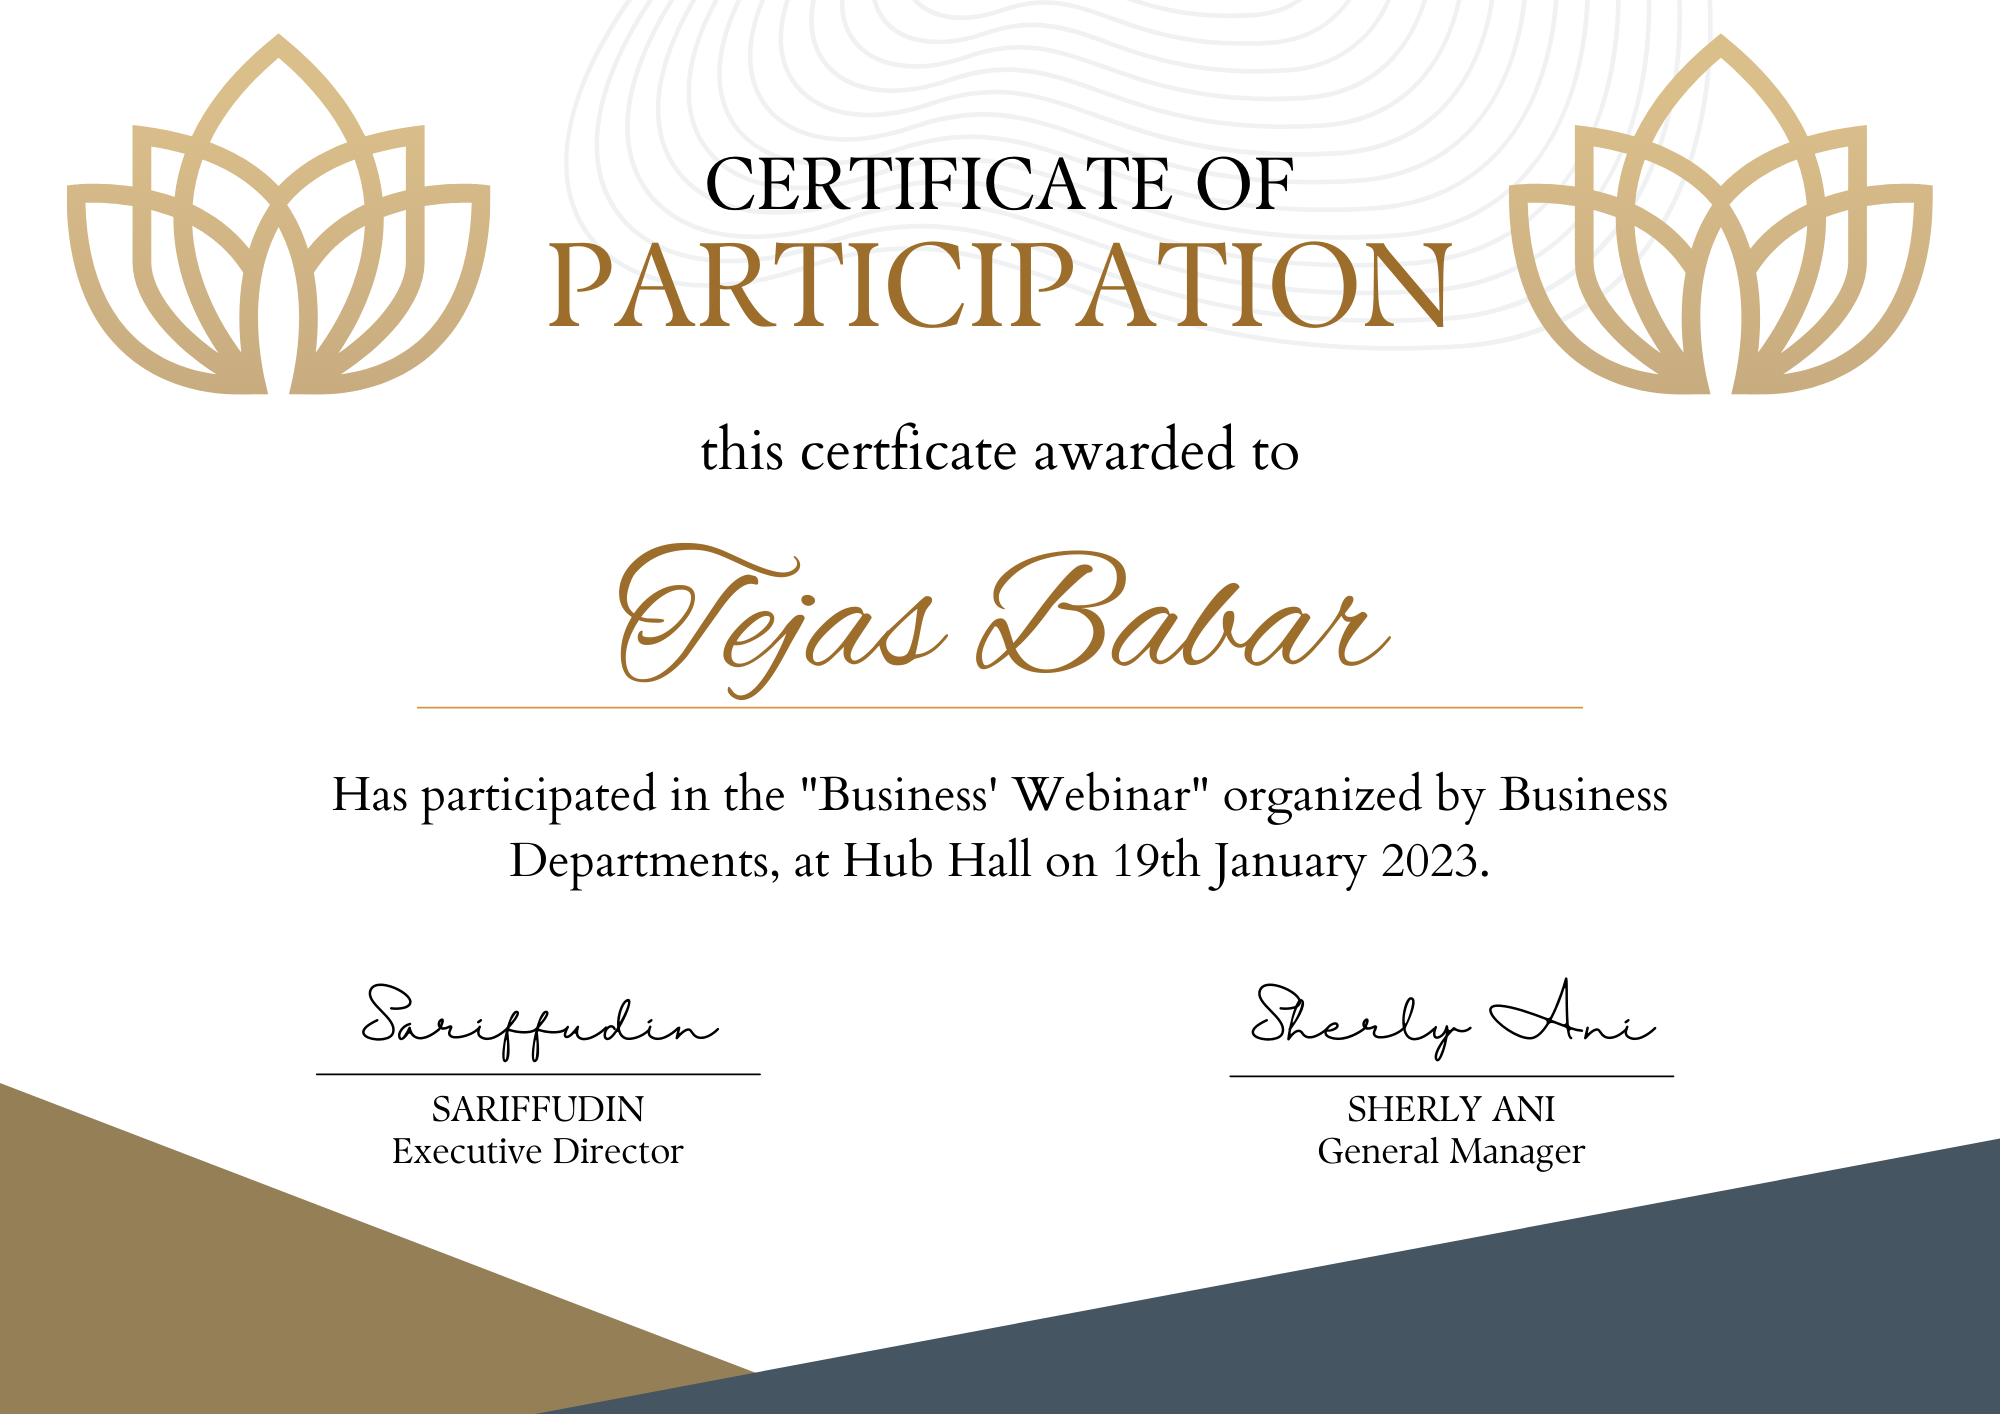 CERTIFICATE OF
PARTICIPATION
this certficate awarded to
Tejas Babar
Has participated in the "Business' Webinar" organized by Business
Departments, at Hub Hall on 19th January 2023.
Sariffudin
Sherly Ani
SARIFFUDIN
Executive Director
SHERLY ANI
General Manager